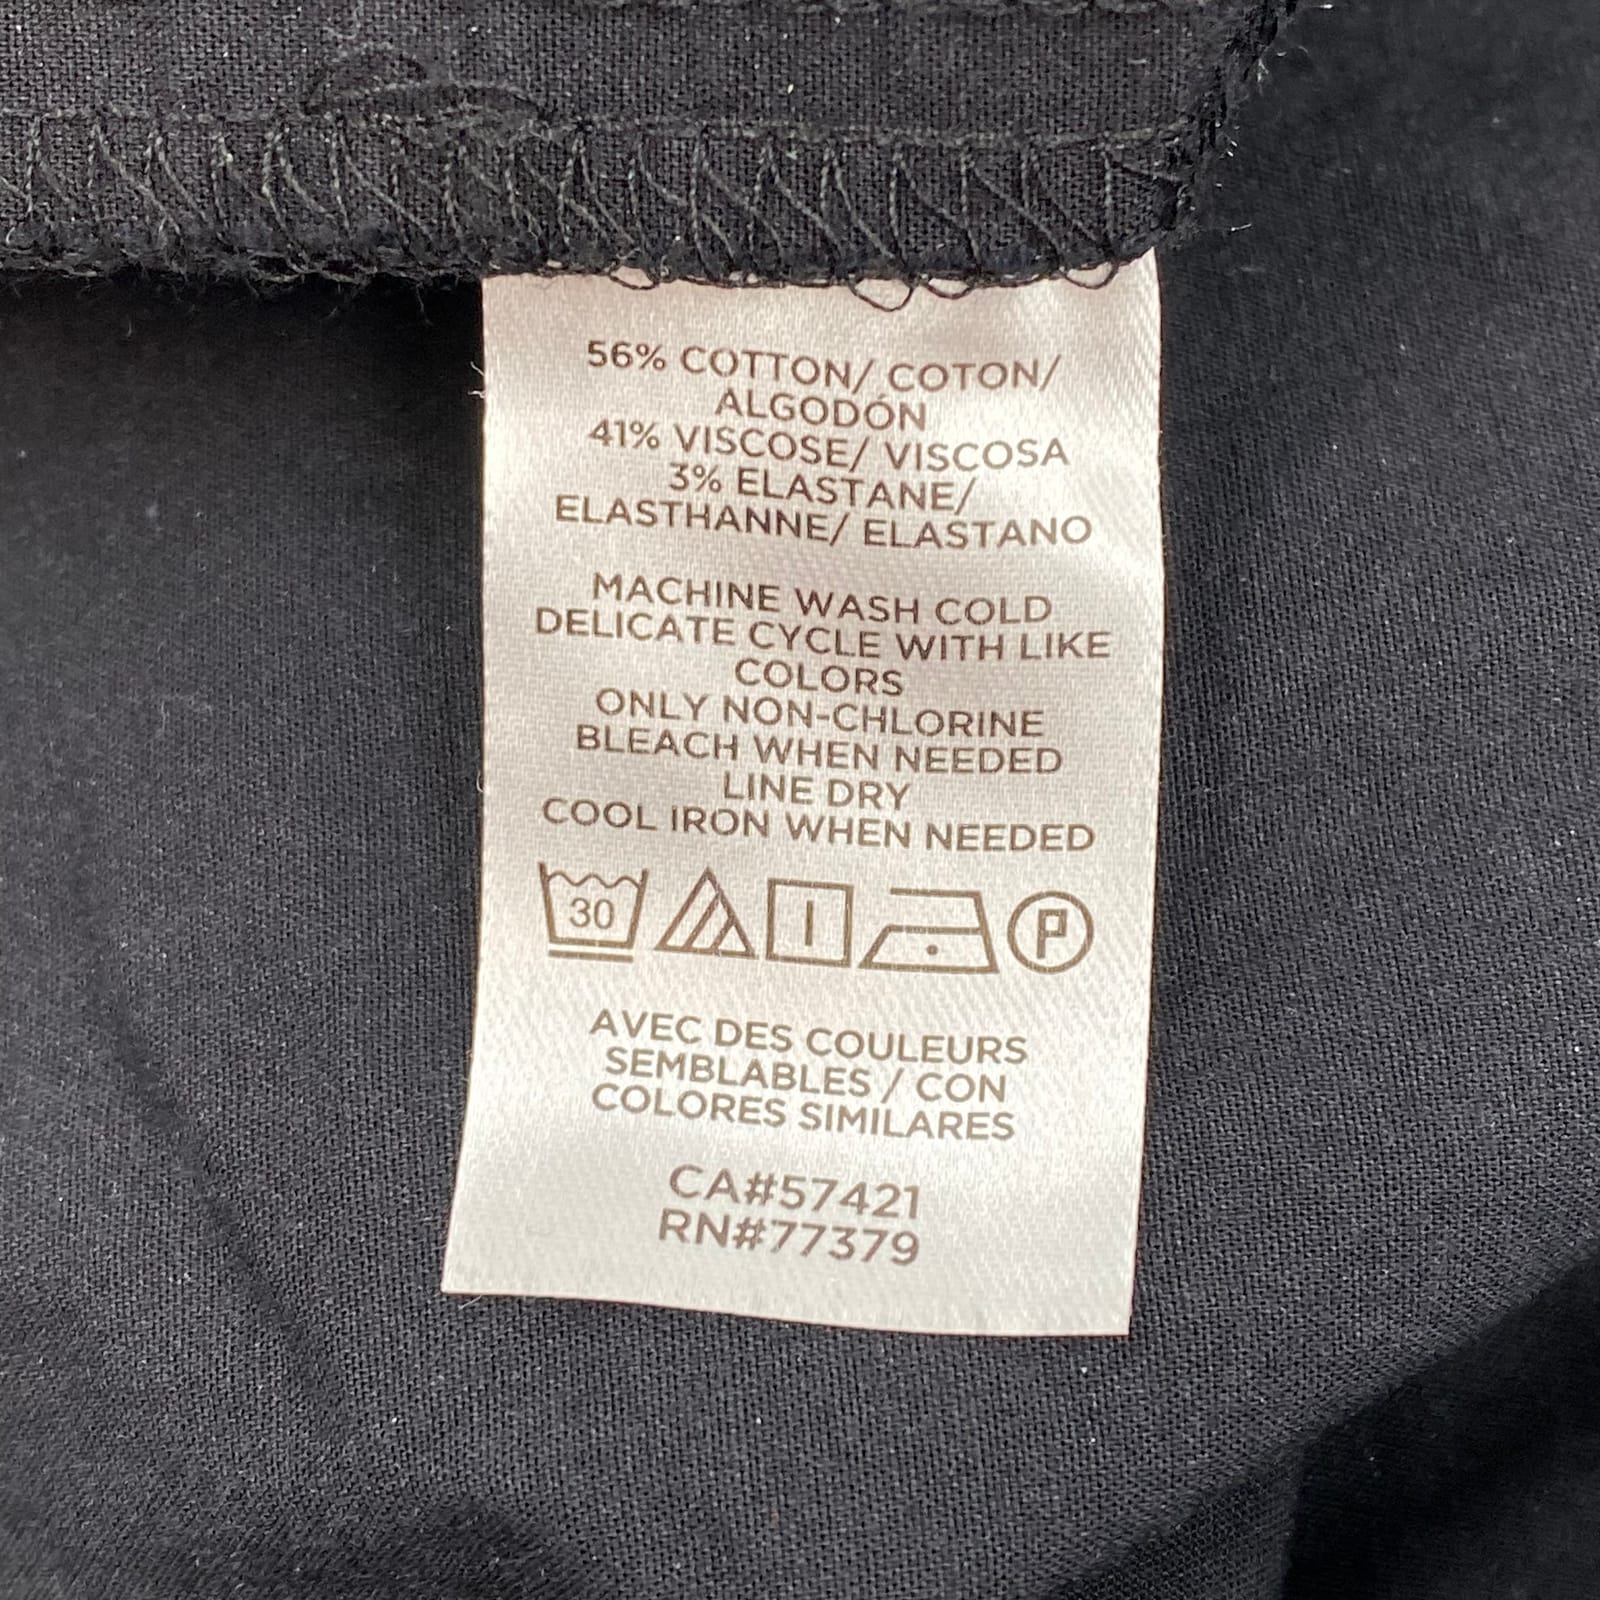 56% COTTON/ COTON/
ALGODÓN
41% VISCOSE/ VISCOSA
3% ELASTANE/
ELASTHANNE/ ELASTANO
MACHINE WASH COLD
DELICATE CYCLE WITH LIKE
COLORS
ONLY NON-CHLORINE
BLEACH WHEN NEEDED
LINE DRY
COOL IRON WHEN NEEDED
30 P
AVEC DES COULEURS
SEMBLABLES / CON
COLORES SIMILARES
CA#57421
RN#77379